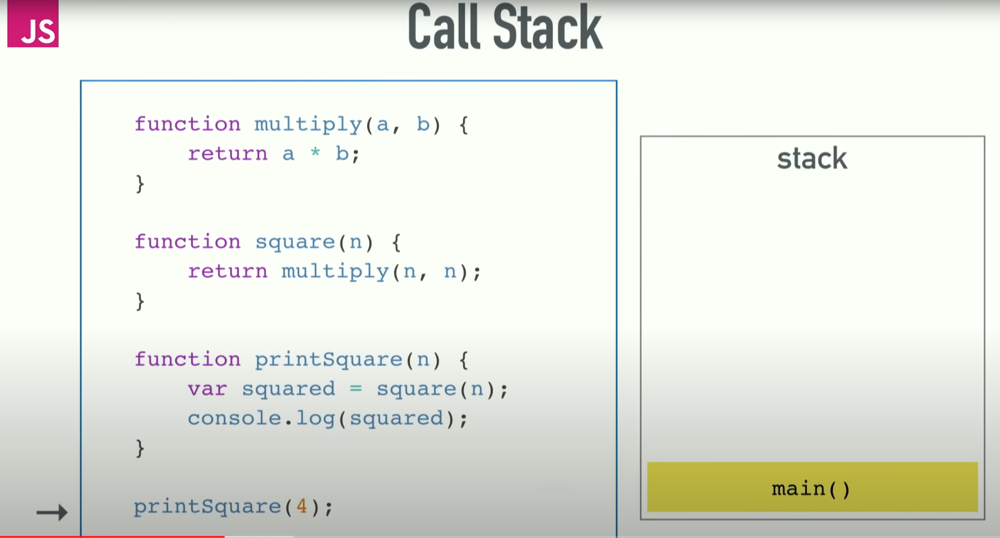 JS
Call Stack
function multiply(a, b) {
    return a * b;
}
function square(n) {
    return multiply(n, n);
}
function printSquare(n) {
    var squared = square(n);
    console.log(squared);
}
printSquare(4);
stack
main()